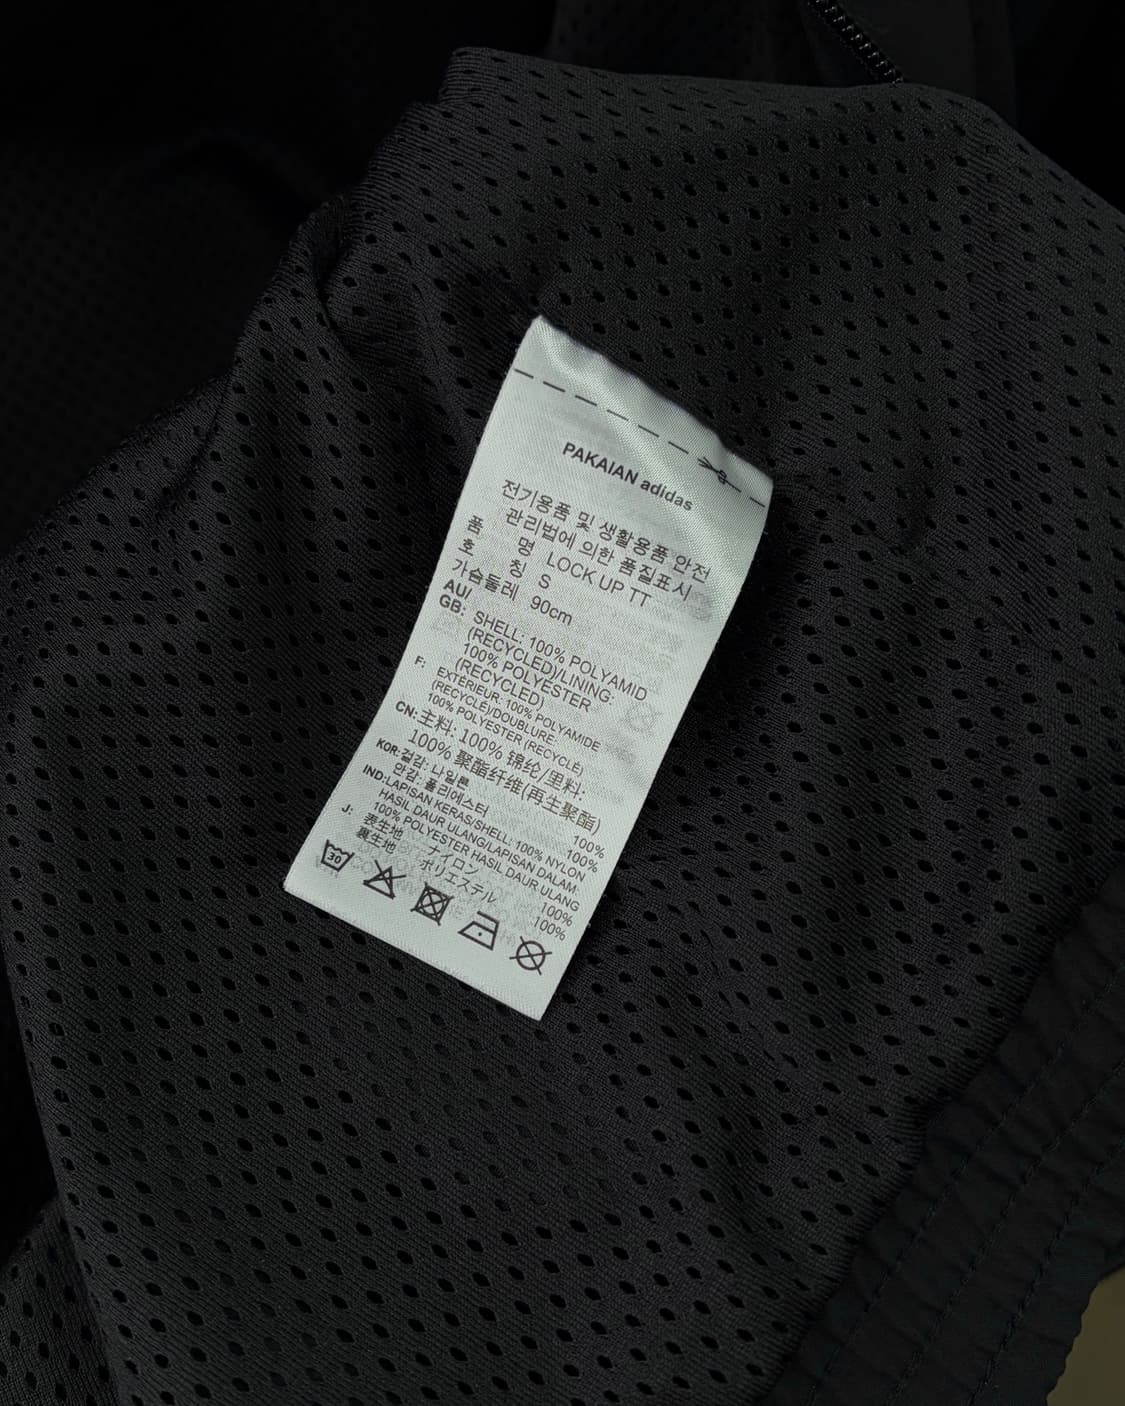 PAKAIAN adidas
전기용품 및 생활용품 안전
관리법에 의한 품질표시
품 명 LOCK UP TT
호 칭 S
가슴둘레 90cm
AU/
GB: SHELL: 100% POLYAMID
(RECYCLED)/LINING:
100% POLYESTER
(RECYCLED)
F: EXTÉRIEUR: 100% POLYAMIDE
(RECYCLÉ)/DOUBLURE:
100% POLYESTER (RECYCLÉ)
CN: 主料: 100% 锦纶/里料:
100% 聚酯纤维(再生聚酯)
KOR: 겉감: 나일론 100%
안감: 폴리에스터 100%
IND: LAPISAN KERAS/SHELL: 100% NYLON
HASIL DAUR ULANG/LAPISAN DALAM:
100% POLYESTER HASIL DAUR ULANG
J: 表生地 ナイロン 100%
裏生地 ポリエステル 100%
30